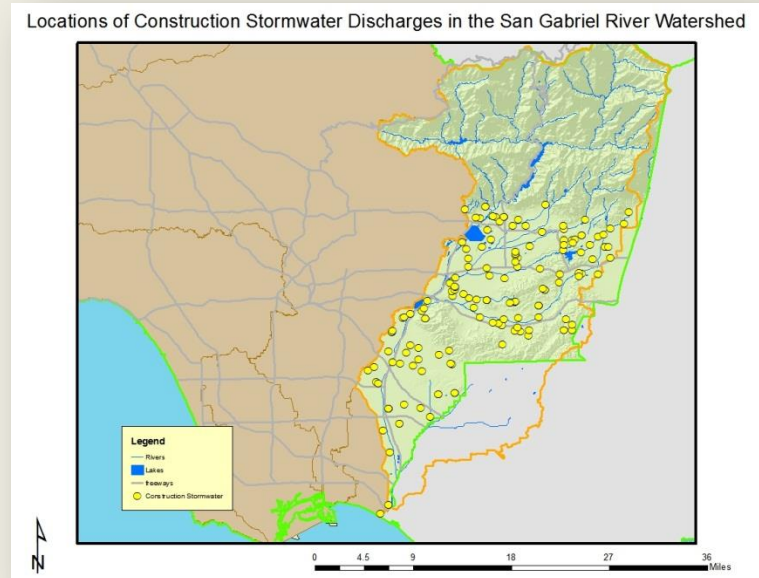 Locations of Construction Stormwater Discharges in the San Gabriel River Watershed
Legend
Rivers
Lakes
freeways
Construction Stormwater
N
0 4.5 9 18 27 36
Miles